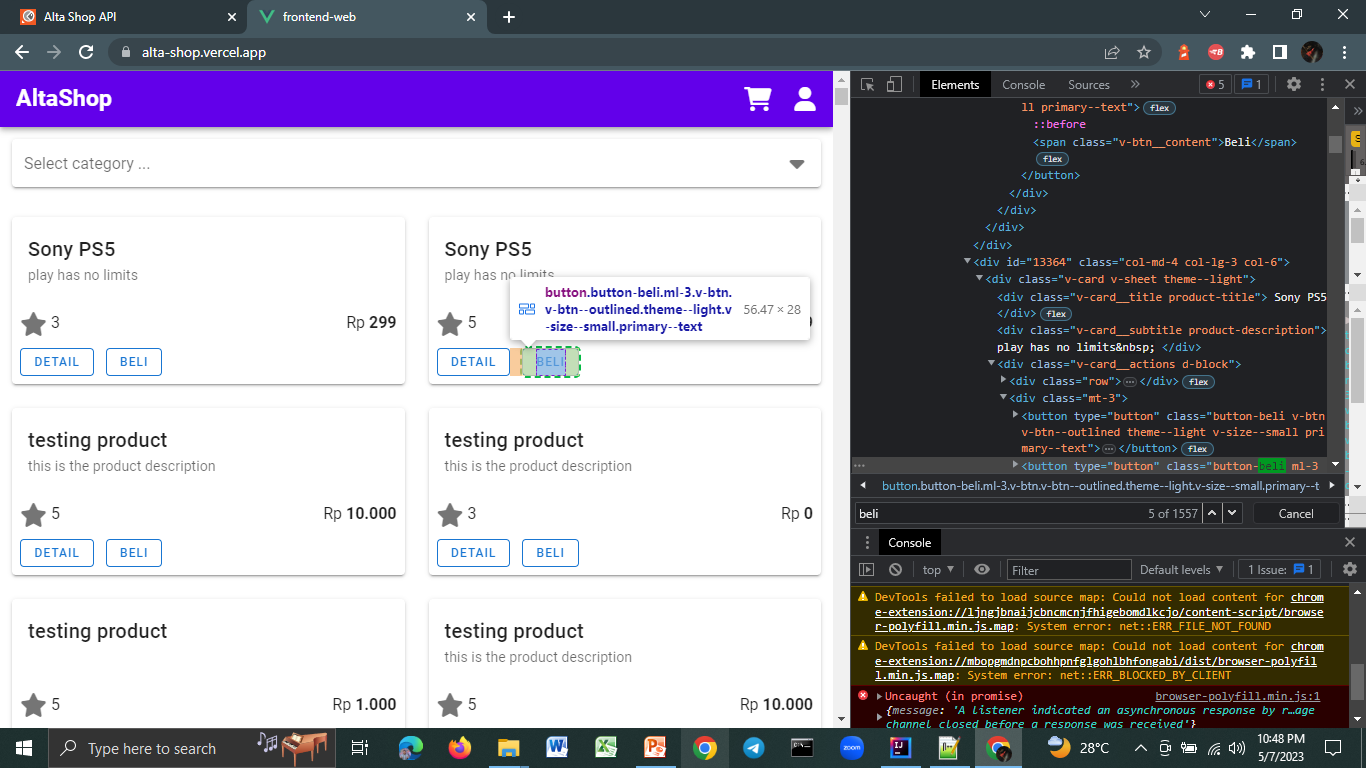 Alta Shop API
frontend-web
alta-shop.vercel.app
AltaShop
Select category ...
Sony PS5
play has no limits
3
Rp 299
DETAIL
BELI
Sony PS5
play has no limits
5
DETAIL
BELI
button.button-beli.ml-3.v-btn.
v-btn--outlined.theme--light.v
-size--small.primary--text
56.47 × 28
testing product
this is the product description
5
Rp 10.000
DETAIL
BELI
testing product
this is the product description
3
Rp 0
DETAIL
BELI
testing product
5
Rp 1.000
testing product
this is the product description
5
Rp 10.000
Elements
Console
Sources
5
1
ll primary--text"> flex
::before
<span class="v-btn__content">Beli</span>
flex
</button>
</div>
</div>
</div>
</div>
<div id="13364" class="col-md-4 col-lg-3 col-6">
<div class="v-card v-sheet theme--light">
<div class="v-card__title product-title"> Sony PS5
</div> flex
<div class="v-card__subtitle product-description">
play has no limits&nbsp; </div>
<div class="v-card__actions d-block">
<div class="row">…</div> flex
<div class="mt-3">
<button type="button" class="button-beli v-btn
v-btn--outlined theme--light v-size--small pri
mary--text">…</button> flex
<button type="button" class="button-beli ml-3
button.button-beli.ml-3.v-btn.v-btn--outlined.theme--light.v-size--small.primary--t
beli
5 of 1557
Cancel
Console
top
Filter
Default levels
1 Issue:
1
DevTools failed to load source map: Could not load content for chrom
e-extension://ljngjbnaijcbncmcnjfhigebomdlkcjo/content-script/browse
r-polyfill.min.js.map: System error: net::ERR_FILE_NOT_FOUND
DevTools failed to load source map: Could not load content for chrom
e-extension://mbopgmdnpcbohhpnfglgohlbhfongabi/dist/browser-polyfil
l.min.js.map: System error: net::ERR_BLOCKED_BY_CLIENT
Uncaught (in promise)
browser-polyfill.min.js:1
{message: 'A listener indicated an asynchronous response by r…age
channel closed before a response was received'}
Type here to search
zoom
28°C
10:48 PM
5/7/2023